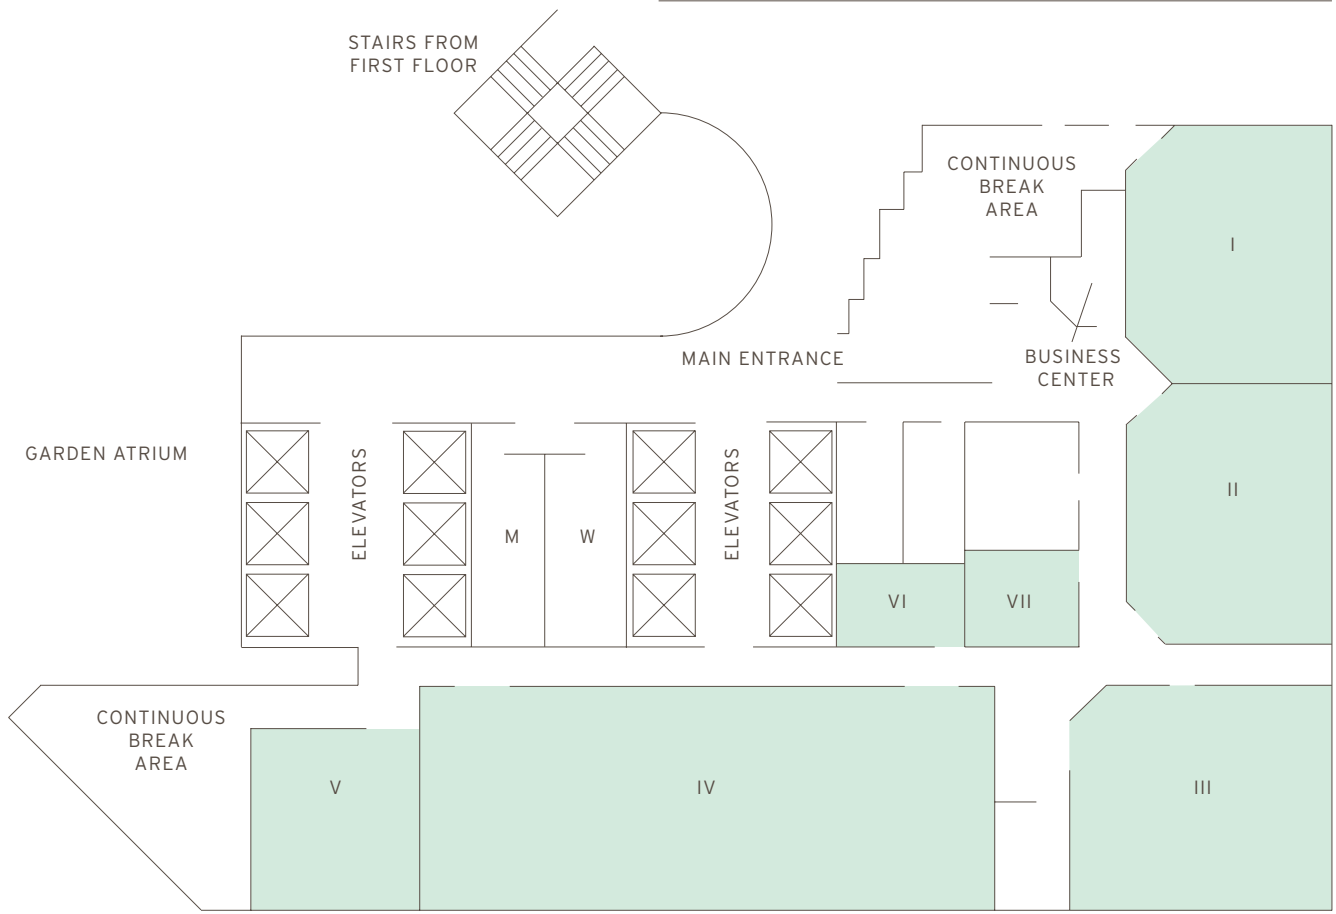 STAIRS FROM
FIRST FLOOR
CONTINUOUS
BREAK
AREA
I
MAIN ENTRANCE
BUSINESS
CENTER
GARDEN ATRIUM
ELEVATORS
M
W
ELEVATORS
II
VI
VII
CONTINUOUS
BREAK
AREA
V
IV
III